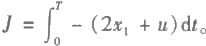 J = ∫₀ᵀ − (2x₁ + u) dt。